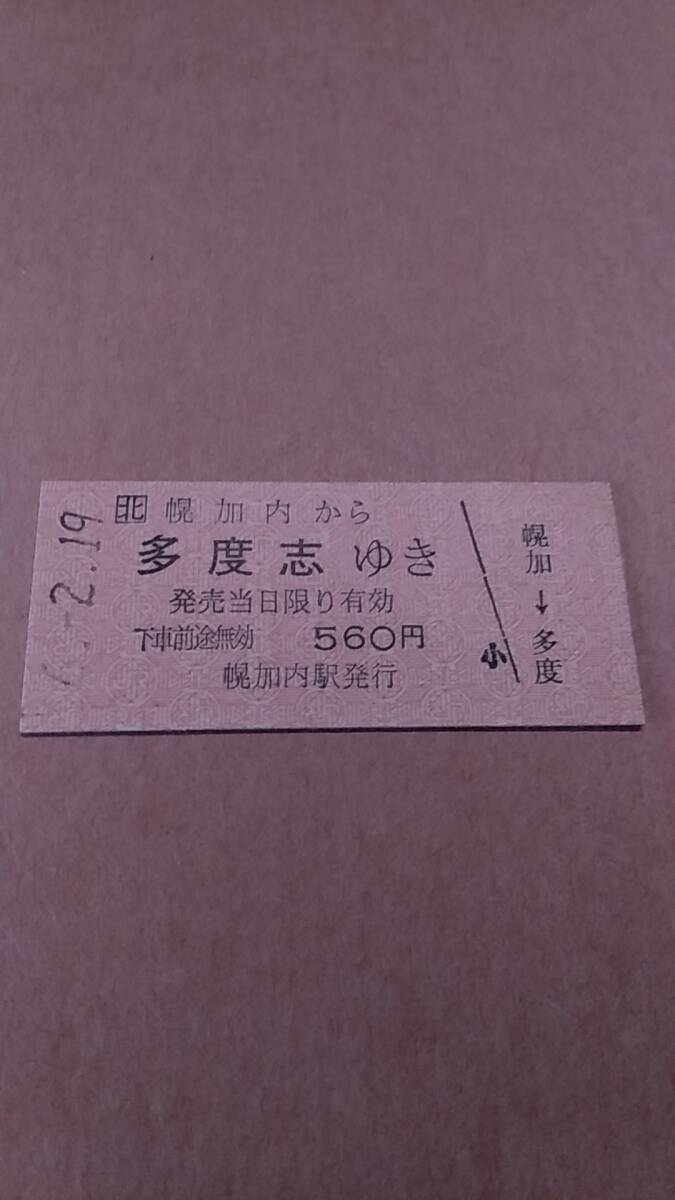 北 幌加内から
多度志ゆき
発売当日限り有効
下車前途無効 560円
幌加内駅発行
-2.19
小
幌加
↓
多度